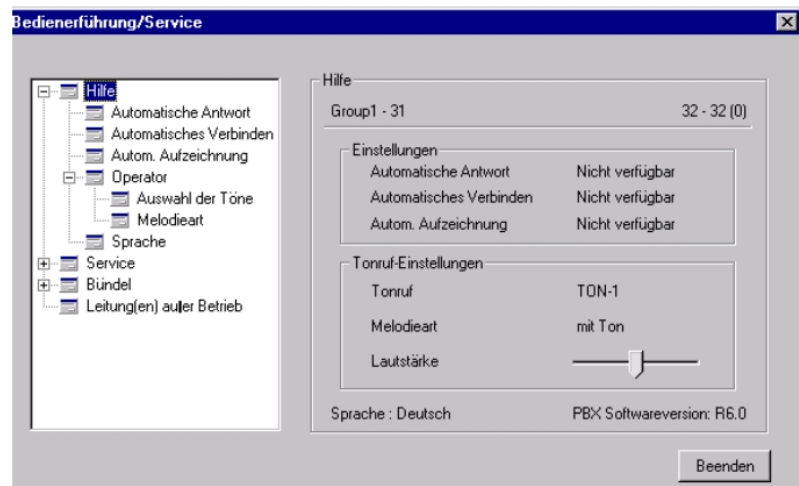 Bedienerführung/Service
Hilfe
Automatische Antwort
Automatisches Verbinden
Autom. Aufzeichnung
Operator
Auswahl der Töne
Melodieart
Sprache
Service
Bündel
Leitung(en) auller Betrieb
Hilfe
Group1 - 31 32 - 32 (0)
Einstellungen
Automatische Antwort Nicht verfügbar
Automatisches Verbinden Nicht verfügbar
Autom. Aufzeichnung Nicht verfügbar
Tonruf-Einstellungen
Tonruf TON-1
Melodieart mit Ton
Lautstärke
Sprache : Deutsch PBX Softwareversion: R6.0
Beenden